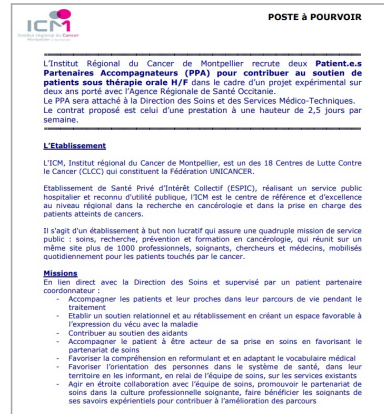 POSTE à POURVOIR
ICM
Institut régional du Cancer
L'Institut Régional du Cancer de Montpellier recrute deux Patient.e.s
Partenaires Accompagnateurs (PPA) pour contribuer au soutien de
patients sous thérapie orale H/F dans le cadre d'un projet expérimental sur
deux ans porté avec l'Agence Régionale de Santé Occitanie.
Le PPA sera attaché à la Direction des Soins et des Services Médico-Techniques.
Le contrat proposé est celui d'une prestation à une hauteur de 2,5 jours par
semaine.
L'Etablissement
L'ICM, Institut régional du Cancer de Montpellier, est un des 18 Centres de Lutte Contre
le Cancer (CLCC) qui constituent la Fédération UNICANCER.
Etablissement de Santé Privé d'Intérêt Collectif (ESPIC), réalisant un service public
hospitalier et reconnu d'utilité publique, l'ICM est le centre de référence et d'excellence
au niveau régional dans la recherche en cancérologie et dans la prise en charge des
patients atteints de cancers.
Il s'agit d'un établissement à but non lucratif qui assure une quadruple mission de service
public : soins, recherche, prévention et formation en cancérologie, qui réunit sur un
même site plus de 1000 professionnels, soignants, chercheurs et médecins, mobilisés
quotidiennement pour les patients touchés par le cancer.
Missions
En lien direct avec la Direction des Soins et supervisé par un patient partenaire
coordonnateur :
- Accompagner les patients et leur proches dans leur parcours de vie pendant le
traitement
- Etablir un soutien relationnel et au rétablissement en créant un espace favorable à
l'expression du vécu avec la maladie
- Contribuer au soutien des aidants
- Accompagner le patient à être acteur de sa prise en soins en favorisant le
partenariat de soins
- Favoriser la compréhension en reformulant et en adaptant le vocabulaire médical
- Favoriser l'orientation des personnes dans le système de santé, dans leur
territoire en les informant, en relai de l'équipe de soins, sur les services existants
- Agir en étroite collaboration avec l'équipe de soins, promouvoir le partenariat de
soins dans la culture professionnelle soignante, faire bénéficier les soignants de
ses savoirs expérientiels pour contribuer à l'amélioration des parcours